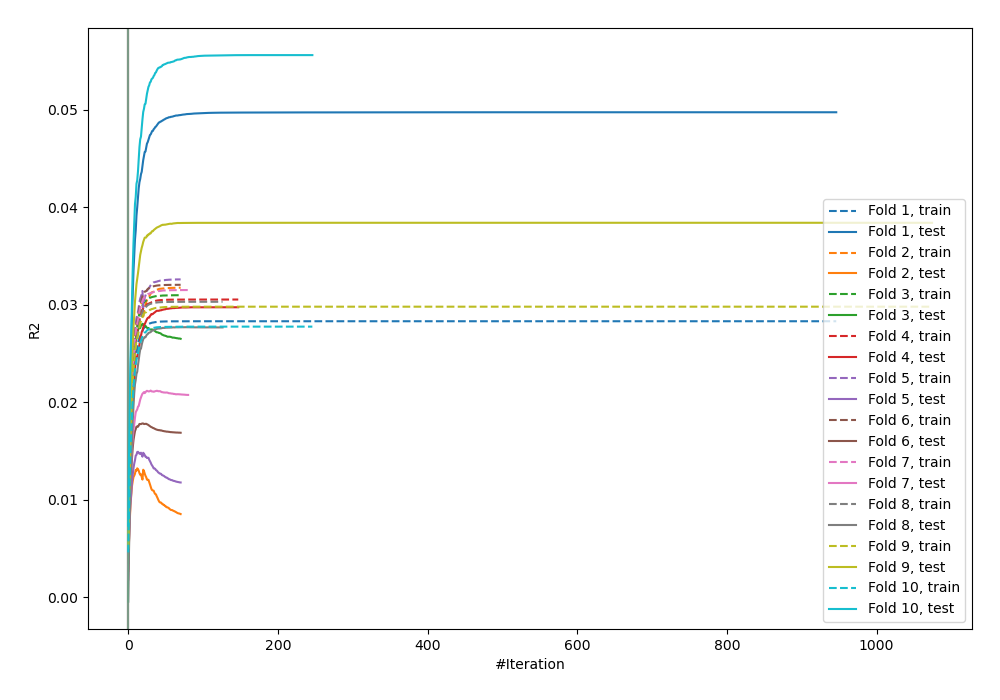 0.05
0.04
0.03
0.02
0.01
0.00
R2
0
200
400
600
800
1000
#Iteration
Fold 1, train
Fold 1, test
Fold 2, train
Fold 2, test
Fold 3, train
Fold 3, test
Fold 4, train
Fold 4, test
Fold 5, train
Fold 5, test
Fold 6, train
Fold 6, test
Fold 7, train
Fold 7, test
Fold 8, train
Fold 8, test
Fold 9, train
Fold 9, test
Fold 10, train
Fold 10, test